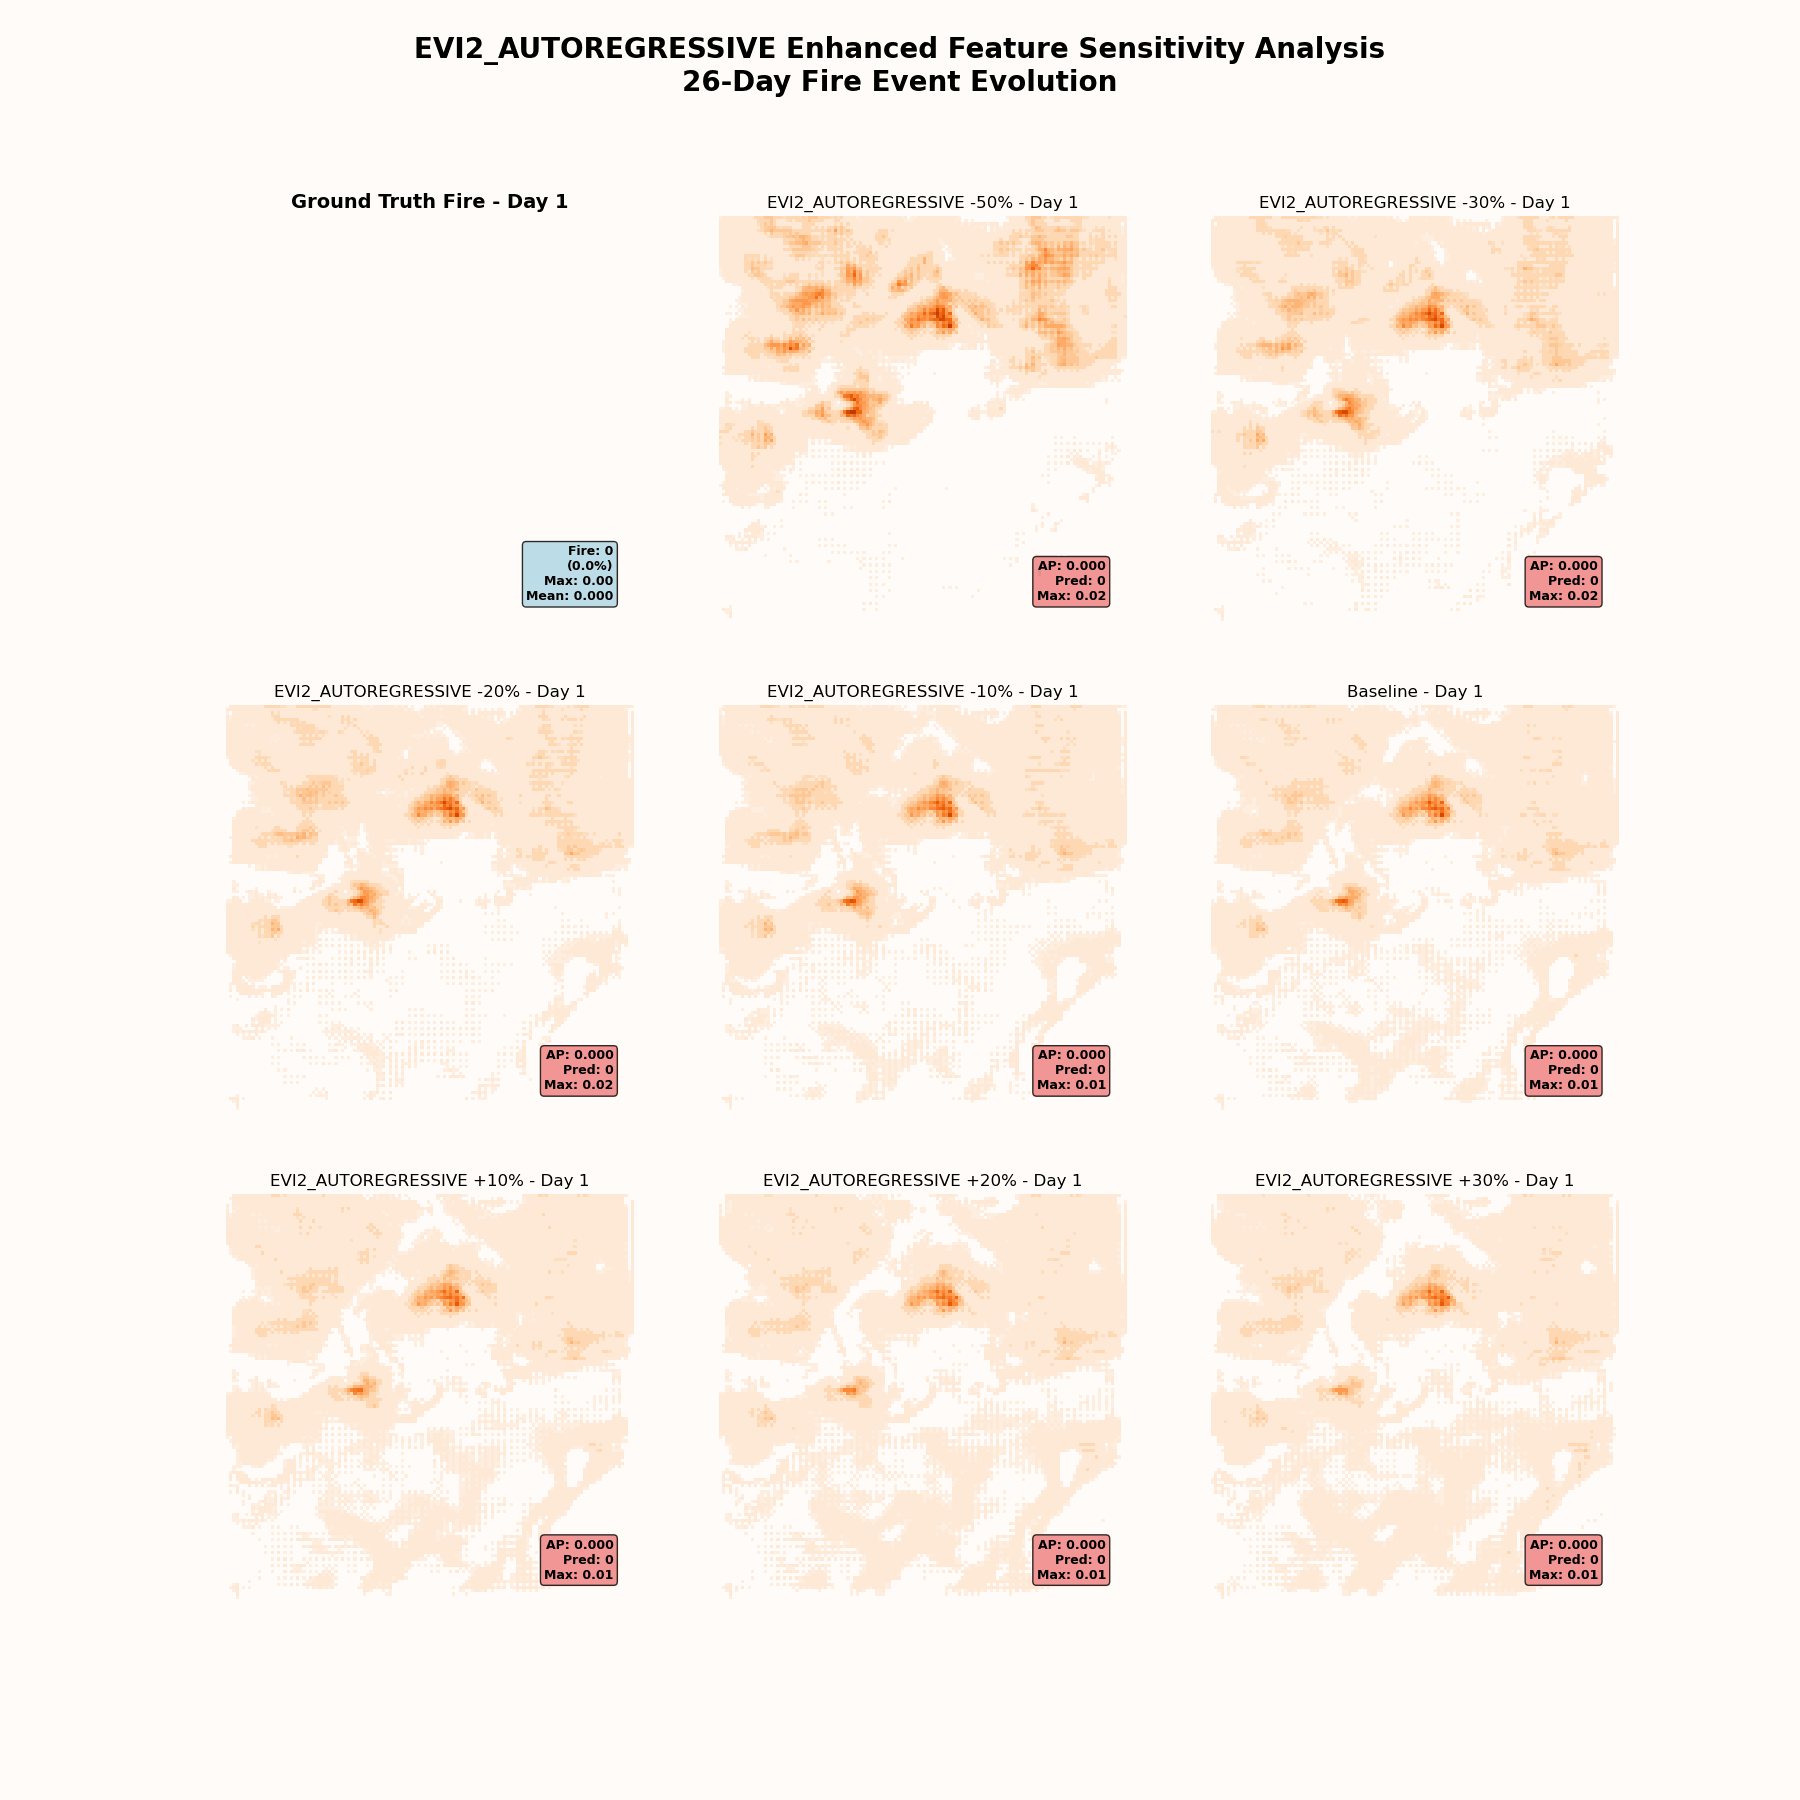 EVI2_AUTOREGRESSIVE Enhanced Feature Sensitivity Analysis
26-Day Fire Event Evolution
Ground Truth Fire - Day 1
Fire: 0
(0.0%)
Max: 0.00
Mean: 0.000
EVI2_AUTOREGRESSIVE -50% - Day 1
AP: 0.000
Pred: 0
Max: 0.02
EVI2_AUTOREGRESSIVE -30% - Day 1
AP: 0.000
Pred: 0
Max: 0.02
EVI2_AUTOREGRESSIVE -20% - Day 1
AP: 0.000
Pred: 0
Max: 0.02
EVI2_AUTOREGRESSIVE -10% - Day 1
AP: 0.000
Pred: 0
Max: 0.01
Baseline - Day 1
AP: 0.000
Pred: 0
Max: 0.01
EVI2_AUTOREGRESSIVE +10% - Day 1
AP: 0.000
Pred: 0
Max: 0.01
EVI2_AUTOREGRESSIVE +20% - Day 1
AP: 0.000
Pred: 0
Max: 0.01
EVI2_AUTOREGRESSIVE +30% - Day 1
AP: 0.000
Pred: 0
Max: 0.01